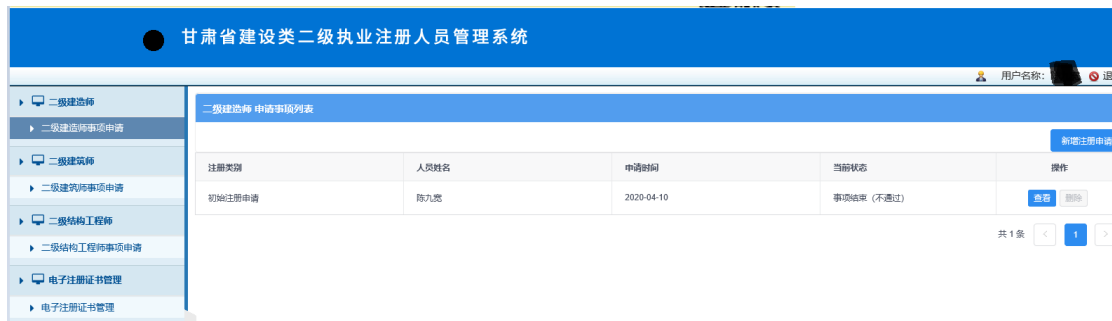 甘肃省建设类二级执业注册人员管理系统
用户名称：
退
二级建造师
二级建造师事项申请
二级建筑师
二级建筑师事项申请
二级结构工程师
二级结构工程师事项申请
电子注册证书管理
电子注册证书管理
二级建造师 申请事项列表
新增注册申请
注册类别 人员姓名 申请时间 当前状态 操作
初始注册申请 陈九宽 2020-04-10 事项结束（不通过） 查看 删除
共 1 条 < 1 >